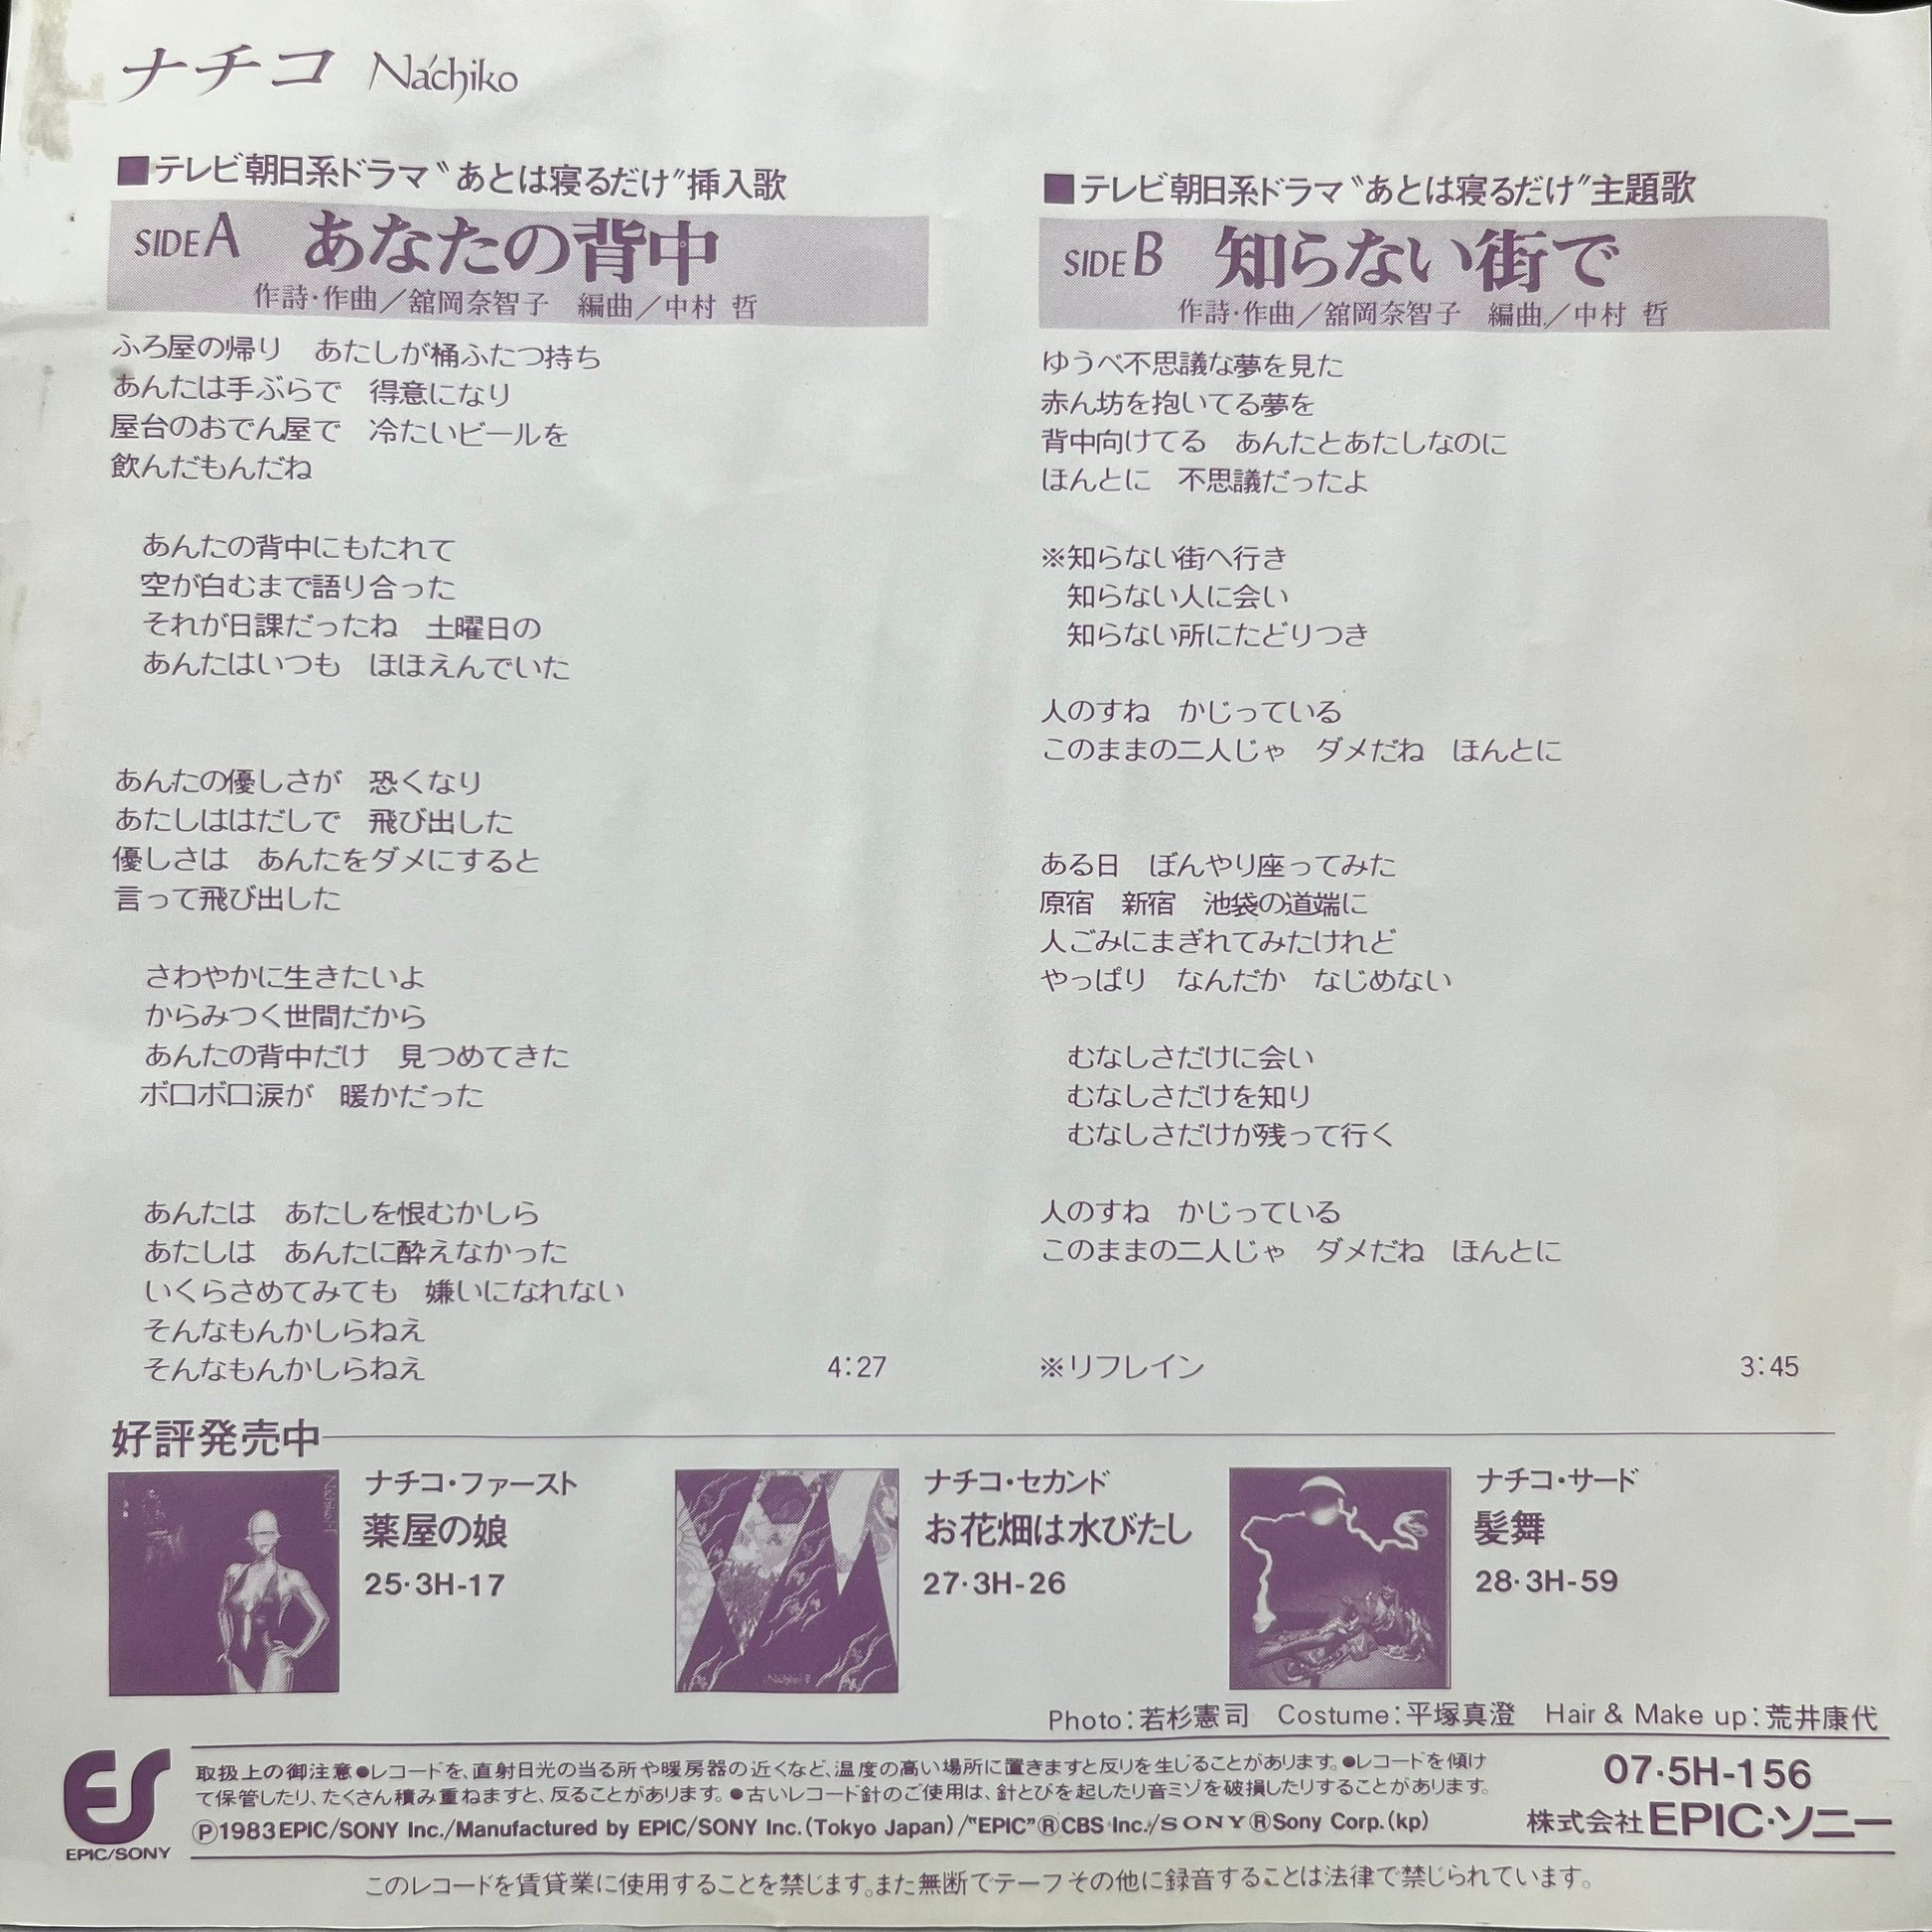 ナチコ Náchiko
■テレビ朝日系ドラマ〝あとは寝るだけ〟挿入歌
SIDE A あなたの背中
作詩・作曲／舘岡奈智子 編曲／中村 哲
ふろ屋の帰り あたしが桶ふたつ持ち
あんたは手ぶらで 得意になり
屋台のおでん屋で 冷たいビールを
飲んだもんだね
あんたの背中にもたれて
空が白むまで語り合った
それが日課だったね 土曜日の
あんたはいつも ほほえんでいた
あんたの優しさが 恐くなり
あたしははだしで 飛び出した
優しさは あんたをダメにすると
言って飛び出した
さわやかに生きたいよ
からみつく世間だから
あんたの背中だけ 見つめてきた
ボロボロ涙が 暖かだった
あんたは あたしを恨むかしら
あたしは あんたに酔えなかった
いくらさめてみても 嫌いになれない
そんなもんかしらねえ
そんなもんかしらねえ
4:27
■テレビ朝日系ドラマ〝あとは寝るだけ〟主題歌
SIDE B 知らない街で
作詩・作曲／舘岡奈智子 編曲／中村 哲
ゆうべ不思議な夢を見た
赤ん坊を抱いてる夢を
背中向けてる あんたとあたしなのに
ほんとに 不思議だったよ
※知らない街へ行き
知らない人に会い
知らない所にたどりつき
人のすね かじっている
このままの二人じゃ ダメだね ほんとに
ある日 ぼんやり座ってみた
原宿 新宿 池袋の道端に
人ごみにまぎれてみたけれど
やっぱり なんだか なじめない
むなしさだけに会い
むなしさだけを知り
むなしさだけが残って行く
人のすね かじっている
このままの二人じゃ ダメだね ほんとに
※リフレイン
3:45
好評発売中
ナチコ・ファースト
薬屋の娘
25・3H-17
ナチコ・セカンド
お花畑は水びたし
27・3H-26
ナチコ・サード
髪舞
28・3H-59
Photo：若杉憲司 Costume：平塚真澄 Hair & Make up：荒井康代
EPIC/SONY
取扱上の御注意●レコードを、直射日光の当る所や暖房器の近くなど、温度の高い場所に置きますと反りを生じることがあります。●レコードを傾け
て保管したり、たくさん積み重ねますと、反ることがあります。●古いレコード針のご使用は、針とびを起したり音ミゾを破損したりすることがあります。
Ⓟ1983 EPIC/SONY Inc./Manufactured by EPIC/SONY Inc.(Tokyo Japan)/“EPIC”®CBS Inc./SONY®Sony Corp.(kp)
07・5H-156
株式会社EPIC・ソニー
このレコードを賃貸業に使用することを禁じます。また無断でテープその他に録音することは法律で禁じられています。